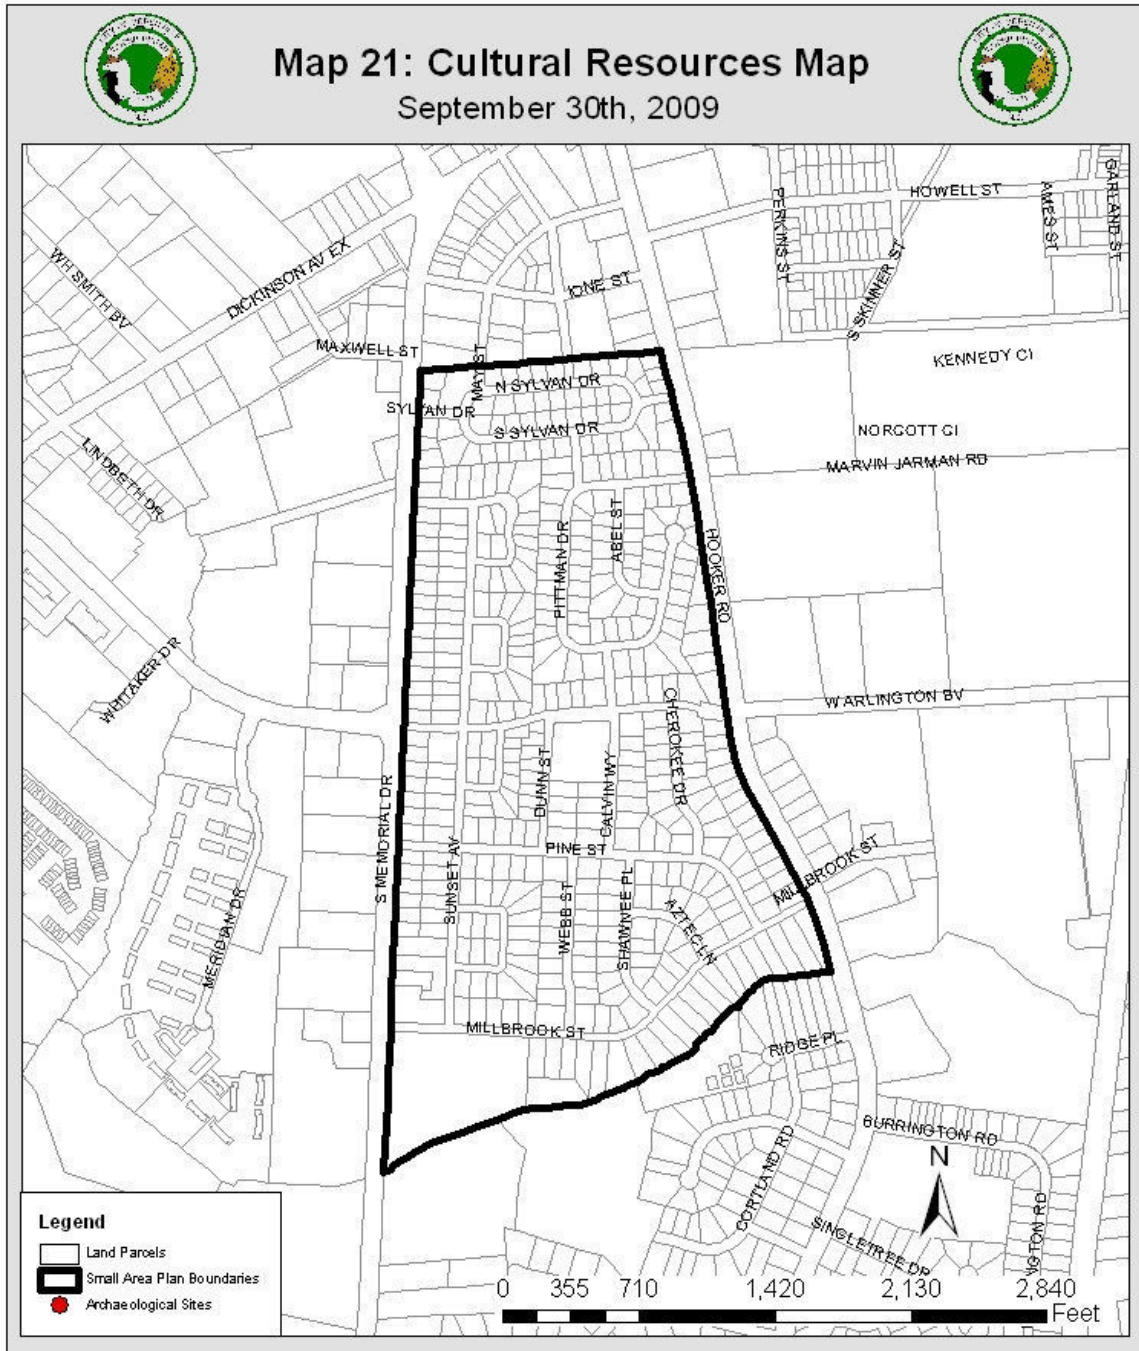 Map 21: Cultural Resources Map
September 30th, 2009
HOWELL ST
GARLAND ST
AMES ST
PERKINS ST
S SKINNER ST
WH SMITH BV
DICKINSON AV EX
IONE ST
MAXWELL ST
MAY ST
N SYLVAN DR
KENNEDY CI
SYLVAN DR
S SYLVAN DR
NORCOTT CI
MARVIN JARMAN RD
LINDBETH DR
ABEL ST
PITTMAN DR
HOOKER RD
WHITAKER DR
W ARLINGTON BV
CHEROKEE DR
DUNN ST
CALVIN WY
S MEMORIAL DR
SUNSET AV
PINE ST
MILLBROOK ST
WEBB ST
SHAWNEE PL
AZTEC LN
MERIDIAN DR
MILLBROOK ST
RIDGE PL
BURRINGTON RD
CORTLAND RD
SINGLETREE DR
NGTON RD
N
Legend
Land Parcels
Small Area Plan Boundaries
Archaeological Sites
0 355 710 1,420 2,130 2,840
Feet